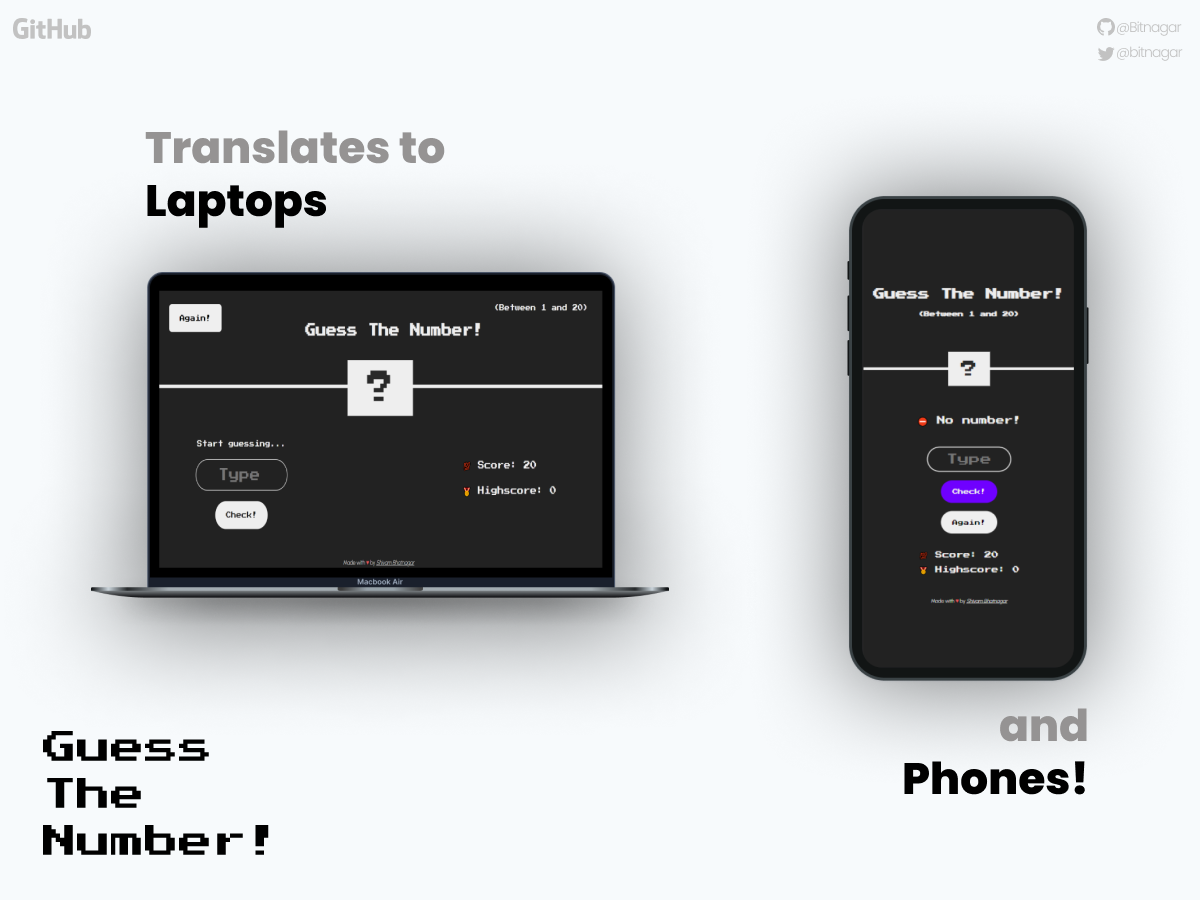 GitHub
@Bitnagar
@bitnagar
Translates to
Laptops
Again!
(Between 1 and 20)
Guess The Number!
?
Start guessing...
Type
Check!
Score: 20
Highscore: 0
Made with ♥ by Shivam Bhatnagar
Macbook Air
Guess The Number!
(Between 1 and 20)
?
No number!
Type
Check!
Again!
Score: 20
Highscore: 0
Made with ♥ by Shivam Bhatnagar
and
Phones!
Guess
The
Number!